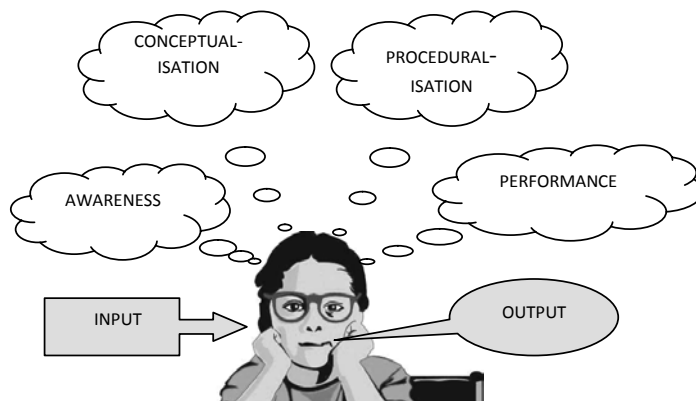 CONCEPTUAL-
ISATION
PROCEDURAL-
ISATION
AWARENESS
PERFORMANCE
INPUT
OUTPUT